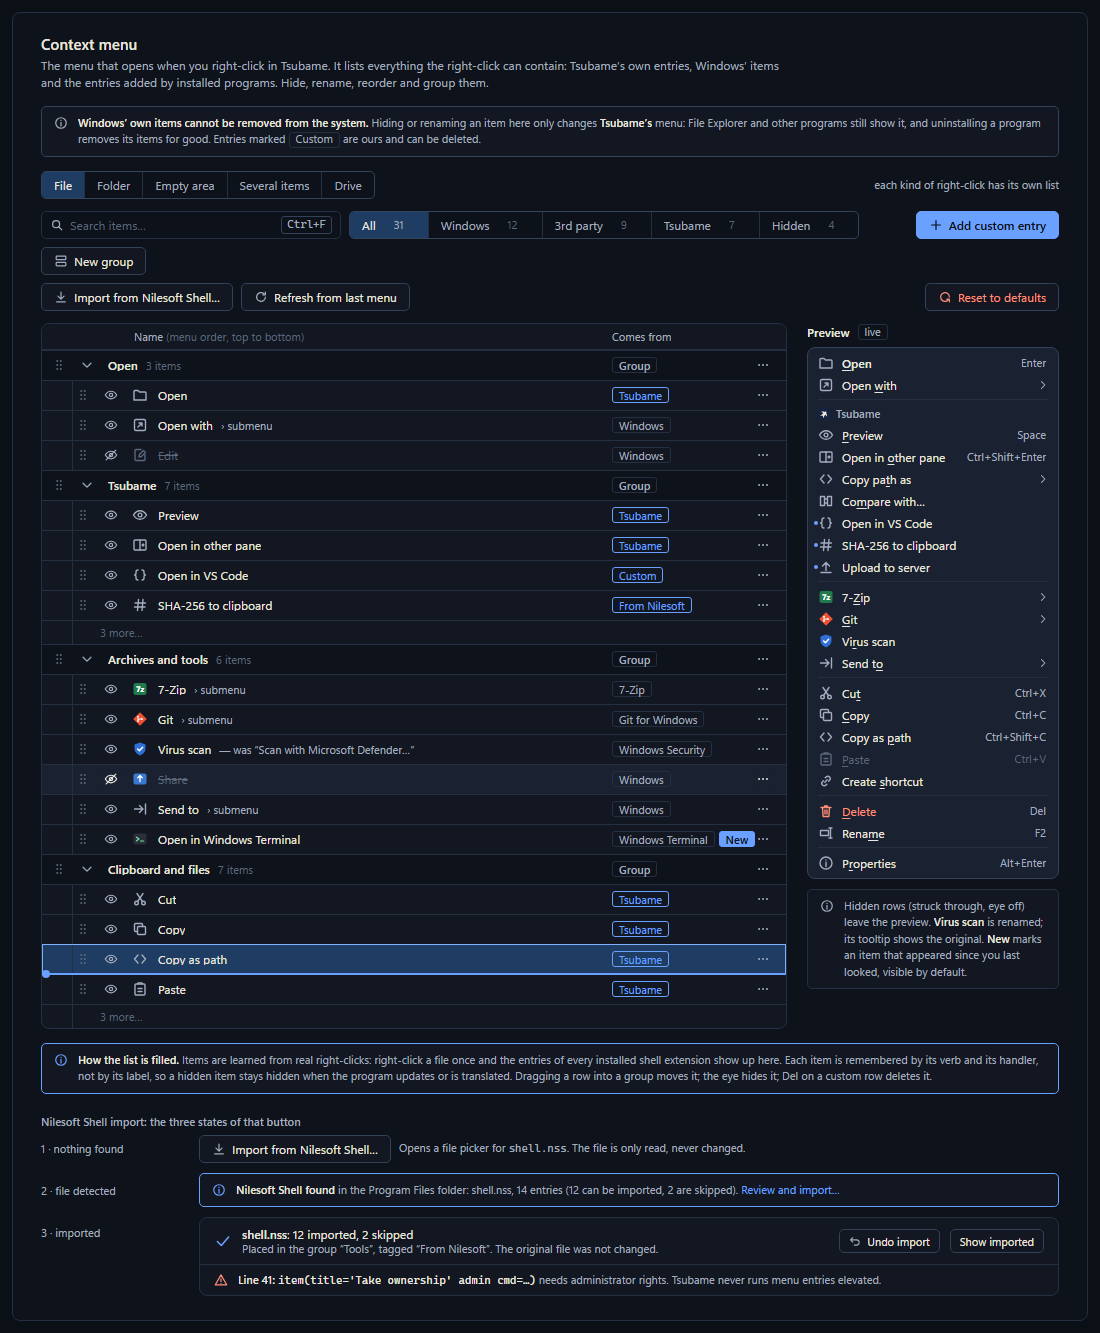 Context menu
The menu that opens when you right-click in Tsubame. It lists everything the right-click can contain: Tsubame's own entries, Windows' items
and the entries added by installed programs. Hide, rename, reorder and group them.
Windows' own items cannot be removed from the system. Hiding or renaming an item here only changes Tsubame's menu: File Explorer and other programs still show it, and uninstalling a program
removes its items for good. Entries marked Custom are ours and can be deleted.
File Folder Empty area Several items Drive
each kind of right-click has its own list
Search items... Ctrl+F
All 31 Windows 12 3rd party 9 Tsubame 7 Hidden 4
+ Add custom entry
New group
Import from Nilesoft Shell...
Refresh from last menu
Reset to defaults
Name (menu order, top to bottom) Comes from
Open 3 items Group ...
Open Tsubame ...
Open with › submenu Windows ...
Edit Windows ...
Tsubame 7 items Group ...
Preview Tsubame ...
Open in other pane Tsubame ...
Open in VS Code Custom ...
SHA-256 to clipboard From Nilesoft ...
3 more...
Archives and tools 6 items Group ...
7z 7-Zip › submenu 7-Zip ...
Git › submenu Git for Windows ...
Virus scan — was “Scan with Microsoft Defender...” Windows Security ...
Share Windows ...
Send to › submenu Windows ...
Open in Windows Terminal Windows Terminal New ...
Clipboard and files 7 items Group ...
Cut Tsubame ...
Copy Tsubame ...
Copy as path Tsubame ...
Paste Tsubame ...
3 more...
Preview live
Open Enter
Open with
Tsubame
Preview Space
Open in other pane Ctrl+Shift+Enter
Copy path as
Compare with...
Open in VS Code
SHA-256 to clipboard
Upload to server
7z 7-Zip
Git
Virus scan
Send to
Cut Ctrl+X
Copy Ctrl+C
Copy as path Ctrl+Shift+C
Paste Ctrl+V
Create shortcut
Delete Del
Rename F2
Properties Alt+Enter
Hidden rows (struck through, eye off)
leave the preview. Virus scan is renamed;
its tooltip shows the original. New marks
an item that appeared since you last
looked, visible by default.
How the list is filled. Items are learned from real right-clicks: right-click a file once and the entries of every installed shell extension show up here. Each item is remembered by its verb and its handler,
not by its label, so a hidden item stays hidden when the program updates or is translated. Dragging a row into a group moves it; the eye hides it; Del on a custom row deletes it.
Nilesoft Shell import: the three states of that button
1 · nothing found
Import from Nilesoft Shell...
Opens a file picker for shell.nss. The file is only read, never changed.
2 · file detected
Nilesoft Shell found in the Program Files folder: shell.nss, 14 entries (12 can be imported, 2 are skipped). Review and import...
3 · imported
shell.nss: 12 imported, 2 skipped
Placed in the group “Tools”, tagged “From Nilesoft”. The original file was not changed.
Undo import
Show imported
Line 41: item(title='Take ownership' admin cmd=…) needs administrator rights. Tsubame never runs menu entries elevated.